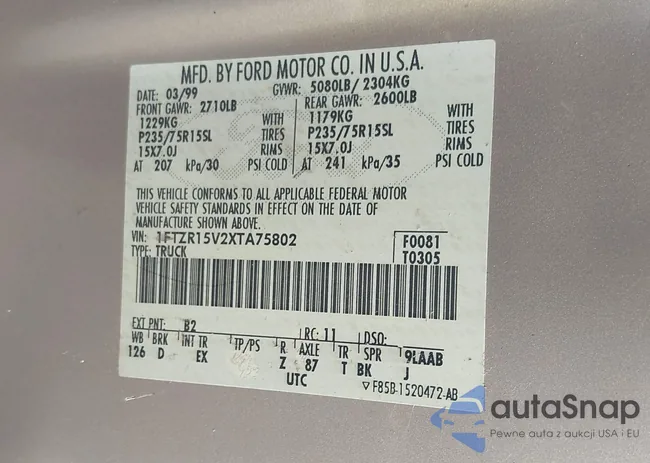 MFD. BY FORD MOTOR CO. IN U.S.A.
DATE: 03/99 GVWR: 5080LB/ 2304KG
FRONT GAWR: 2710LB REAR GAWR: 2600LB
1229KG WITH 1179KG WITH
P235/75R15SL TIRES P235/75R15SL TIRES
15X7.0J RIMS 15X7.0J RIMS
AT 207 kPa/30 PSI COLD AT 241 kPa/35 PSI COLD
THIS VEHICLE CONFORMS TO ALL APPLICABLE FEDERAL MOTOR
VEHICLE SAFETY STANDARDS IN EFFECT ON THE DATE OF
MANUFACTURE SHOWN ABOVE.
VIN: 1FTZR15V2XTA75802 F0081
TYPE: TRUCK T0305
EXT PNT: B2 RC: 11 DSO:
WB BRK INT TR TP/PS R AXLE TR SPR 9LAAB
126 D EX Z 87 T BK J
UTC ▽F85B-1520472-AB
autaSnap
Pewne auta z aukcji USA i EU